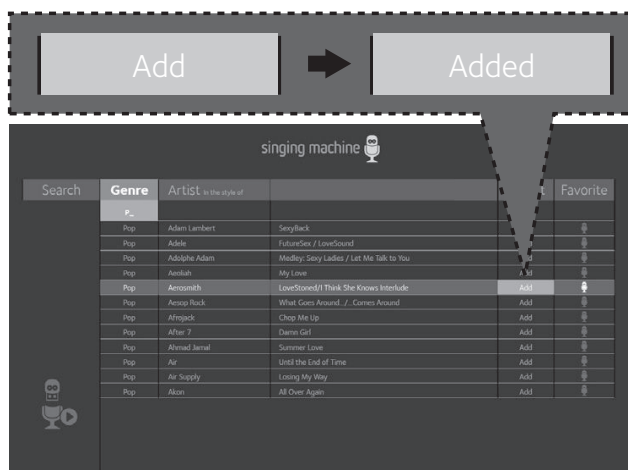 Add Added
singing machine
Search Genre Artist in the style of Favorite
P_
Pop Adam Lambert SexyBack Add
Pop Adele FutureSex / LoveSound Add
Pop Adolphe Adam Medley: Sexy Ladies / Let Me Talk to You Add
Pop Aeoliah My Love Add
Pop Aerosmith LoveStoned/I Think She Knows Interlude Add
Pop Aesop Rock What Goes Around.../...Comes Around Add
Pop Afrojack Chop Me Up Add
Pop After 7 Damn Girl Add
Pop Ahmad Jamal Summer Love Add
Pop Air Until the End of Time Add
Pop Air Supply Losing My Way Add
Pop Akon All Over Again Add